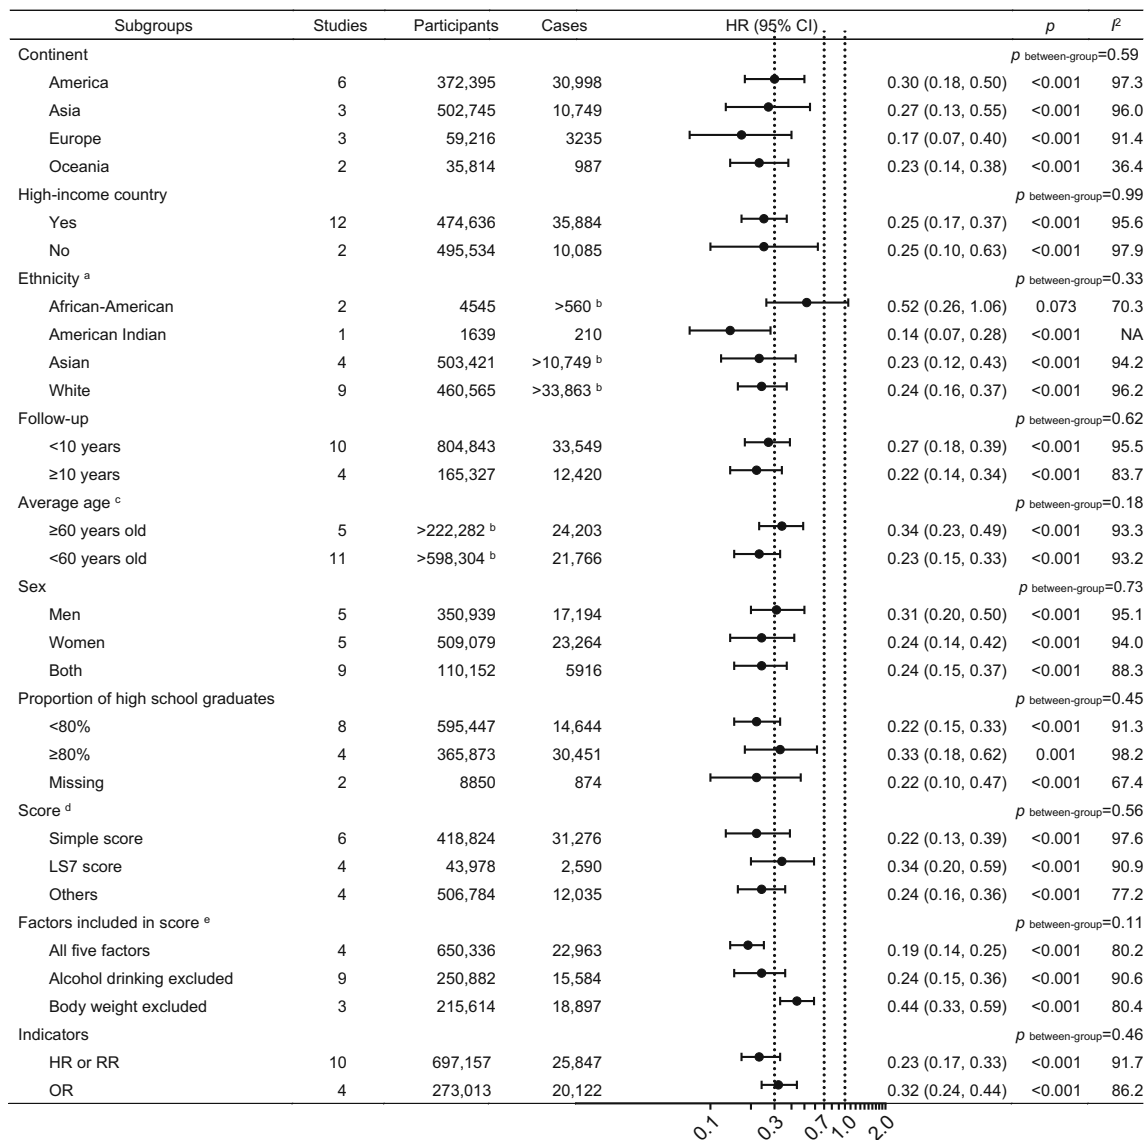 Subgroups Studies Participants Cases HR (95% CI) p I²
Continent p between-group=0.59
America 6 372,395 30,998 0.30 (0.18, 0.50) <0.001 97.3
Asia 3 502,745 10,749 0.27 (0.13, 0.55) <0.001 96.0
Europe 3 59,216 3235 0.17 (0.07, 0.40) <0.001 91.4
Oceania 2 35,814 987 0.23 (0.14, 0.38) <0.001 36.4
High-income country p between-group=0.99
Yes 12 474,636 35,884 0.25 (0.17, 0.37) <0.001 95.6
No 2 495,534 10,085 0.25 (0.10, 0.63) <0.001 97.9
Ethnicity a p between-group=0.33
African-American 2 4545 >560 b 0.52 (0.26, 1.06) 0.073 70.3
American Indian 1 1639 210 0.14 (0.07, 0.28) <0.001 NA
Asian 4 503,421 >10,749 b 0.23 (0.12, 0.43) <0.001 94.2
White 9 460,565 >33,863 b 0.24 (0.16, 0.37) <0.001 96.2
Follow-up p between-group=0.62
<10 years 10 804,843 33,549 0.27 (0.18, 0.39) <0.001 95.5
≥10 years 4 165,327 12,420 0.22 (0.14, 0.34) <0.001 83.7
Average age c p between-group=0.18
≥60 years old 5 >222,282 b 24,203 0.34 (0.23, 0.49) <0.001 93.3
<60 years old 11 >598,304 b 21,766 0.23 (0.15, 0.33) <0.001 93.2
Sex p between-group=0.73
Men 5 350,939 17,194 0.31 (0.20, 0.50) <0.001 95.1
Women 5 509,079 23,264 0.24 (0.14, 0.42) <0.001 94.0
Both 9 110,152 5916 0.24 (0.15, 0.37) <0.001 88.3
Proportion of high school graduates p between-group=0.45
<80% 8 595,447 14,644 0.22 (0.15, 0.33) <0.001 91.3
≥80% 4 365,873 30,451 0.33 (0.18, 0.62) 0.001 98.2
Missing 2 8850 874 0.22 (0.10, 0.47) <0.001 67.4
Score d p between-group=0.56
Simple score 6 418,824 31,276 0.22 (0.13, 0.39) <0.001 97.6
LS7 score 4 43,978 2,590 0.34 (0.20, 0.59) <0.001 90.9
Others 4 506,784 12,035 0.24 (0.16, 0.36) <0.001 77.2
Factors included in score e p between-group=0.11
All five factors 4 650,336 22,963 0.19 (0.14, 0.25) <0.001 80.2
Alcohol drinking excluded 9 250,882 15,584 0.24 (0.15, 0.36) <0.001 90.6
Body weight excluded 3 215,614 18,897 0.44 (0.33, 0.59) <0.001 80.4
Indicators p between-group=0.46
HR or RR 10 697,157 25,847 0.23 (0.17, 0.33) <0.001 91.7
OR 4 273,013 20,122 0.32 (0.24, 0.44) <0.001 86.2
0.1 0.3 0.7 1.0 2.0